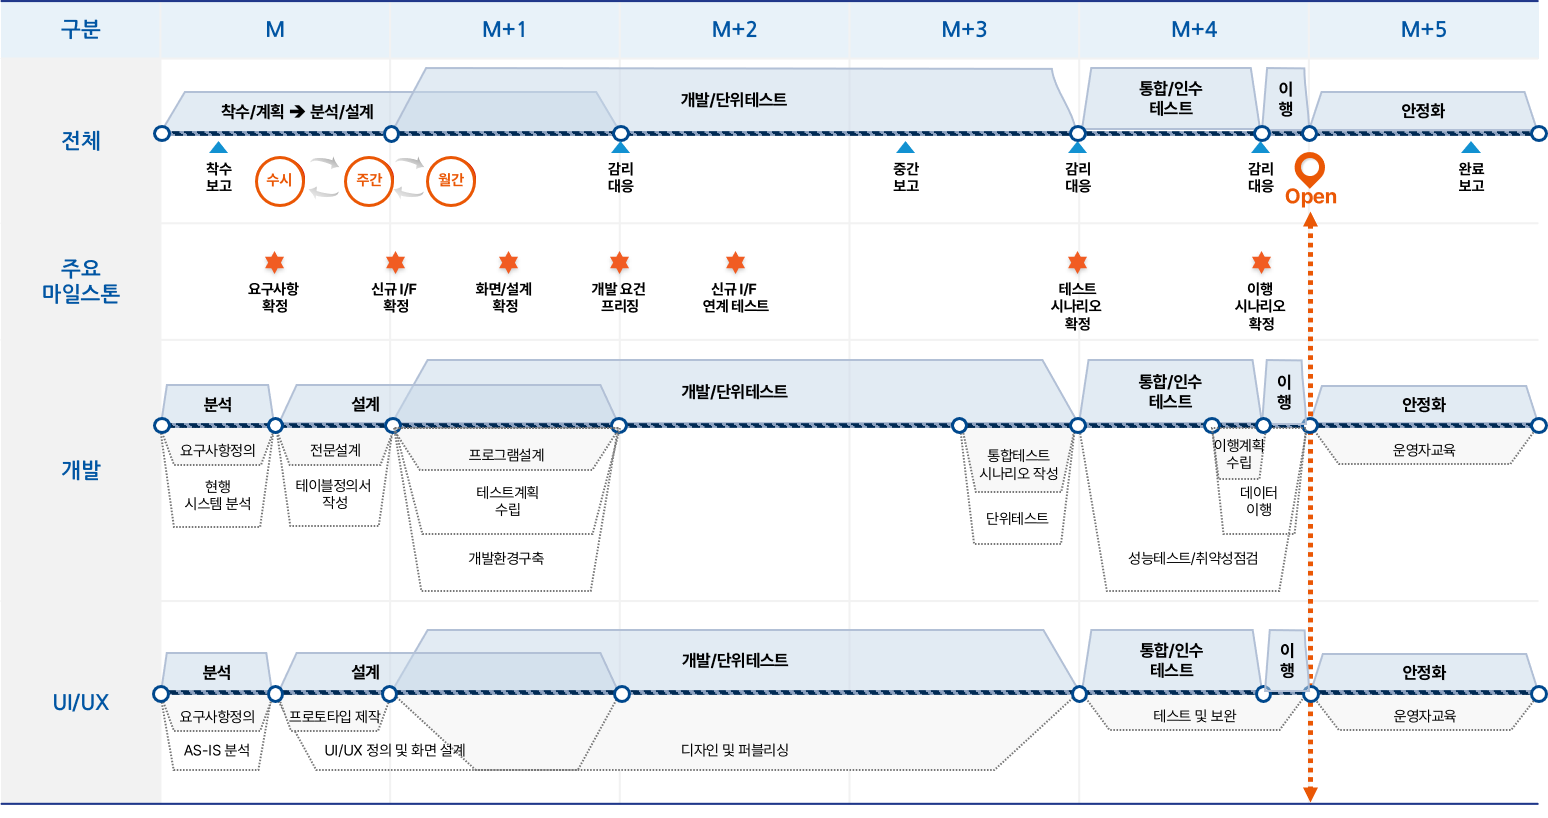 구분
M
M+1
M+2
M+3
M+4
M+5
전체
착수/계획 ➔ 분석/설계
개발/단위테스트
통합/인수
테스트
이
행
안정화
착수
보고
수시
주간
월간
감리
대응
중간
보고
감리
대응
감리
대응
Open
완료
보고
주요
마일스톤
요구사항
확정
신규 I/F
확정
화면/설계
확정
개발 요건
프리징
신규 I/F
연계 테스트
테스트
시나리오
확정
이행
시나리오
확정
개발
분석
설계
개발/단위테스트
통합/인수
테스트
이
행
안정화
요구사항정의
현행
시스템 분석
전문설계
테이블정의서
작성
프로그램설계
테스트계획
수립
개발환경구축
통합테스트
시나리오 작성
단위테스트
이행계획
수립
데이터
이행
성능테스트/취약성점검
운영자교육
UI/UX
분석
설계
개발/단위테스트
통합/인수
테스트
이
행
안정화
요구사항정의
AS-IS 분석
프로토타입 제작
UI/UX 정의 및 화면 설계
디자인 및 퍼블리싱
테스트 및 보완
운영자교육